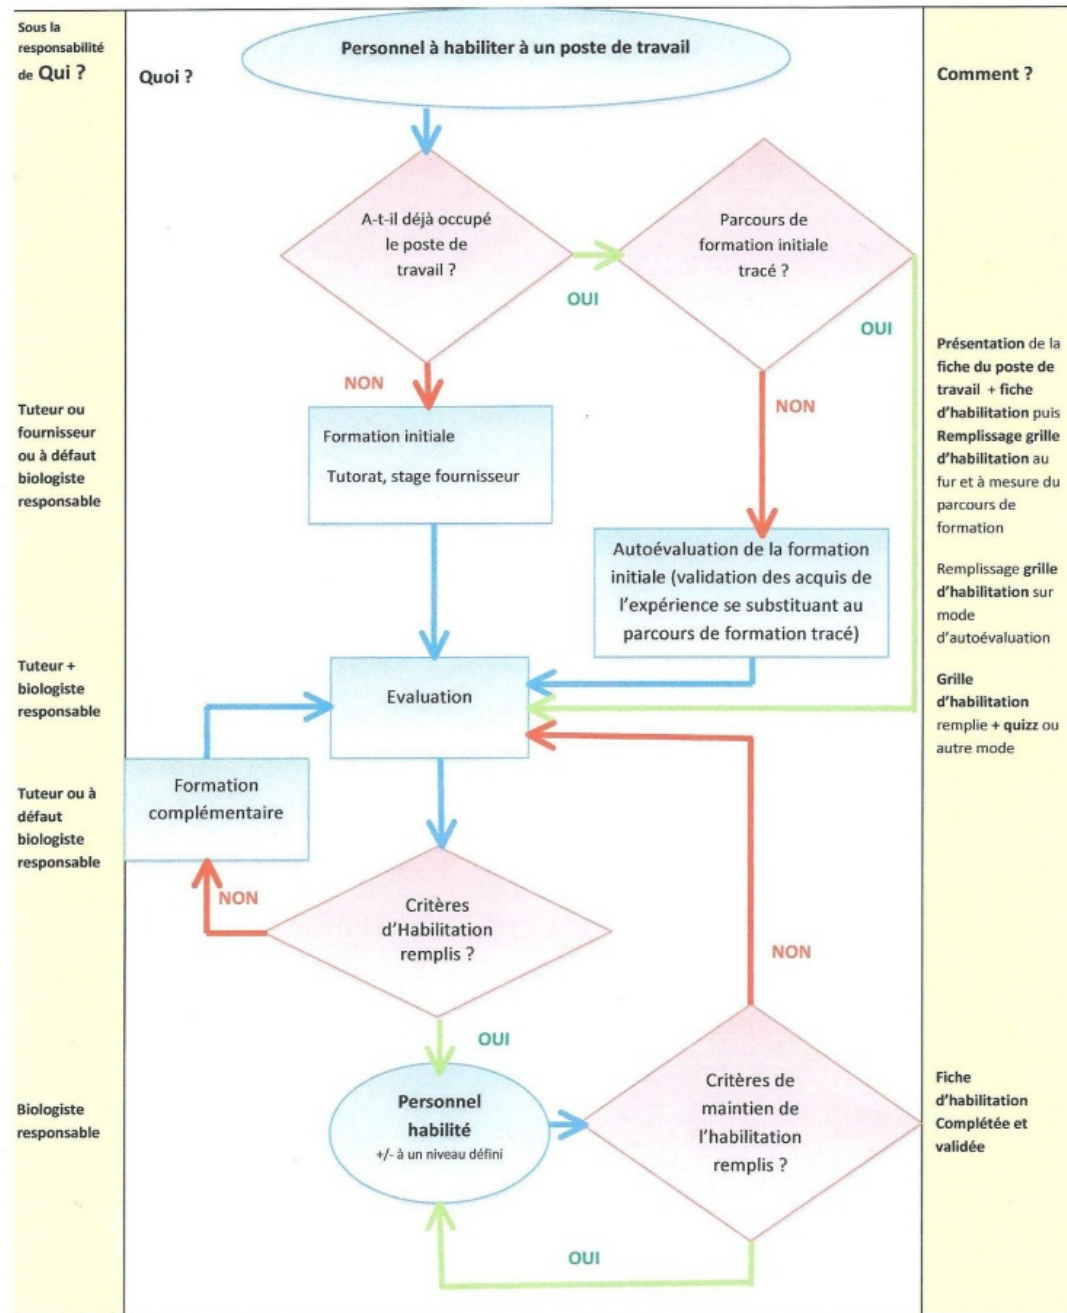 Sous la
responsabilité
de Qui ?
Quoi ?
Personnel à habiliter à un poste de travail
Comment ?
A-t-il déjà occupé
le poste de
travail ?
OUI
Parcours de
formation initiale
tracé ?
OUI
NON
NON
Tuteur ou
fournisseur
ou à défaut
biologiste
responsable
Formation initiale
Tutorat, stage fournisseur
Présentation de la
fiche du poste de
travail + fiche
d'habilitation puis
Remplissage grille
d'habilitation au
fur et à mesure du
parcours de
formation
Autoévaluation de la formation
initiale (validation des acquis de
l'expérience se substituant au
parcours de formation tracé)
Remplissage grille
d'habilitation sur
mode
d'autoévaluation
Tuteur +
biologiste
responsable
Evaluation
Grille
d'habilitation
remplie + quizz ou
autre mode
Tuteur ou à
défaut
biologiste
responsable
Formation
complémentaire
NON
Critères
d'Habilitation
remplis ?
NON
OUI
Biologiste
responsable
Personnel
habilité
+/- à un niveau défini
Critères de
maintien de
l'habilitation
remplis ?
Fiche
d'habilitation
Complétée et
validée
OUI